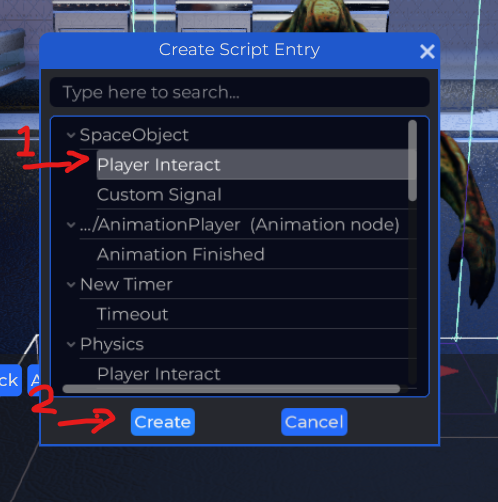 Create Script Entry
Type here to search...
SpaceObject
1
Player Interact
Custom Signal
.../AnimationPlayer (Animation node)
Animation Finished
New Timer
Timeout
Physics
Player Interact
ck
A
2
Create
Cancel